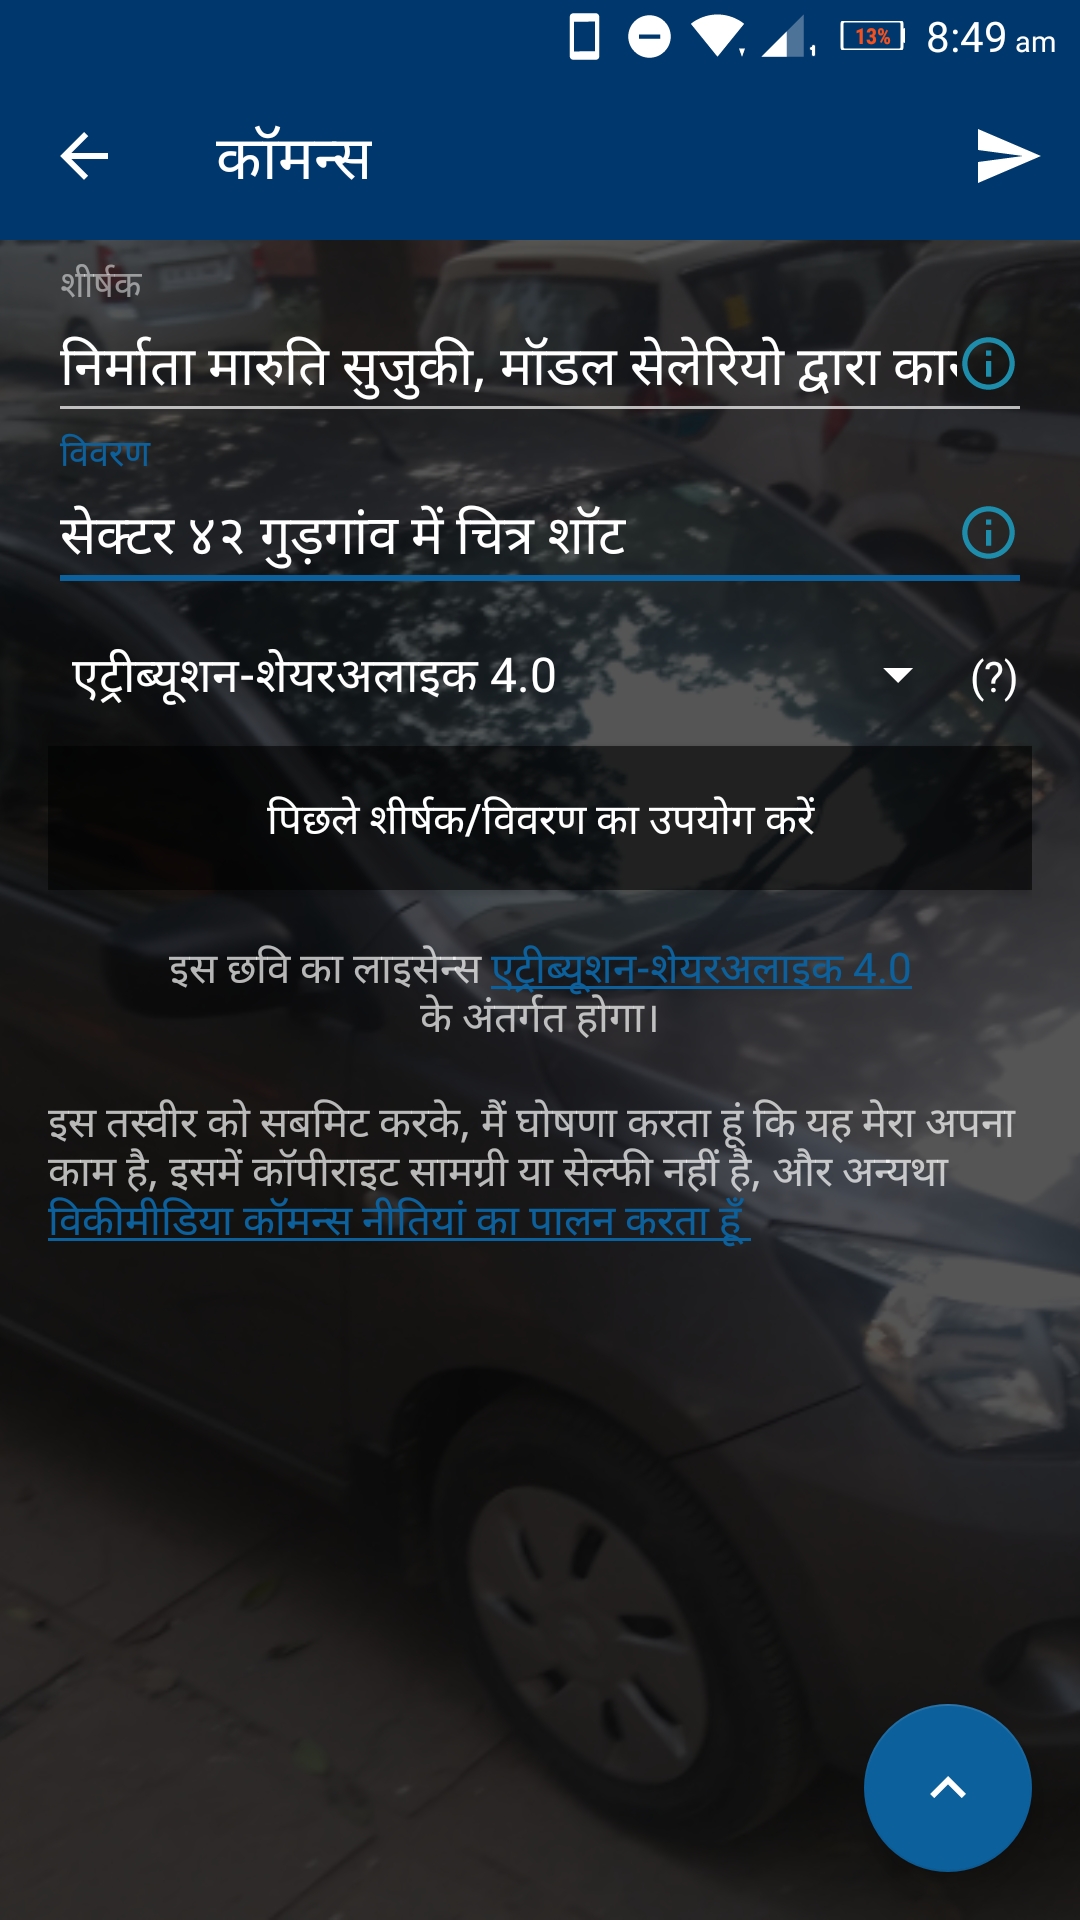 13% 8:49 am
कॉमन्स
शीर्षक
निर्माता मारुति सुजुकी, मॉडल सेलेरियो द्वारा
विवरण
सेक्टर ४२ गुड़गांव में चित्र शॉट
एट्रीब्यूशन-शेयरअलाइक 4.0 (?)
पिछले शीर्षक/विवरण का उपयोग करें
इस छवि का लाइसेन्स एट्रीब्यूशन-शेयरअलाइक 4.0
के अंतर्गत होगा।
इस तस्वीर को सबमिट करके, मैं घोषणा करता हूं कि यह मेरा अपना
काम है, इसमें कॉपीराइट सामग्री या सेल्फी नहीं है, और अन्यथा
विकीमीडिया कॉमन्स नीतियां का पालन करता हूँ